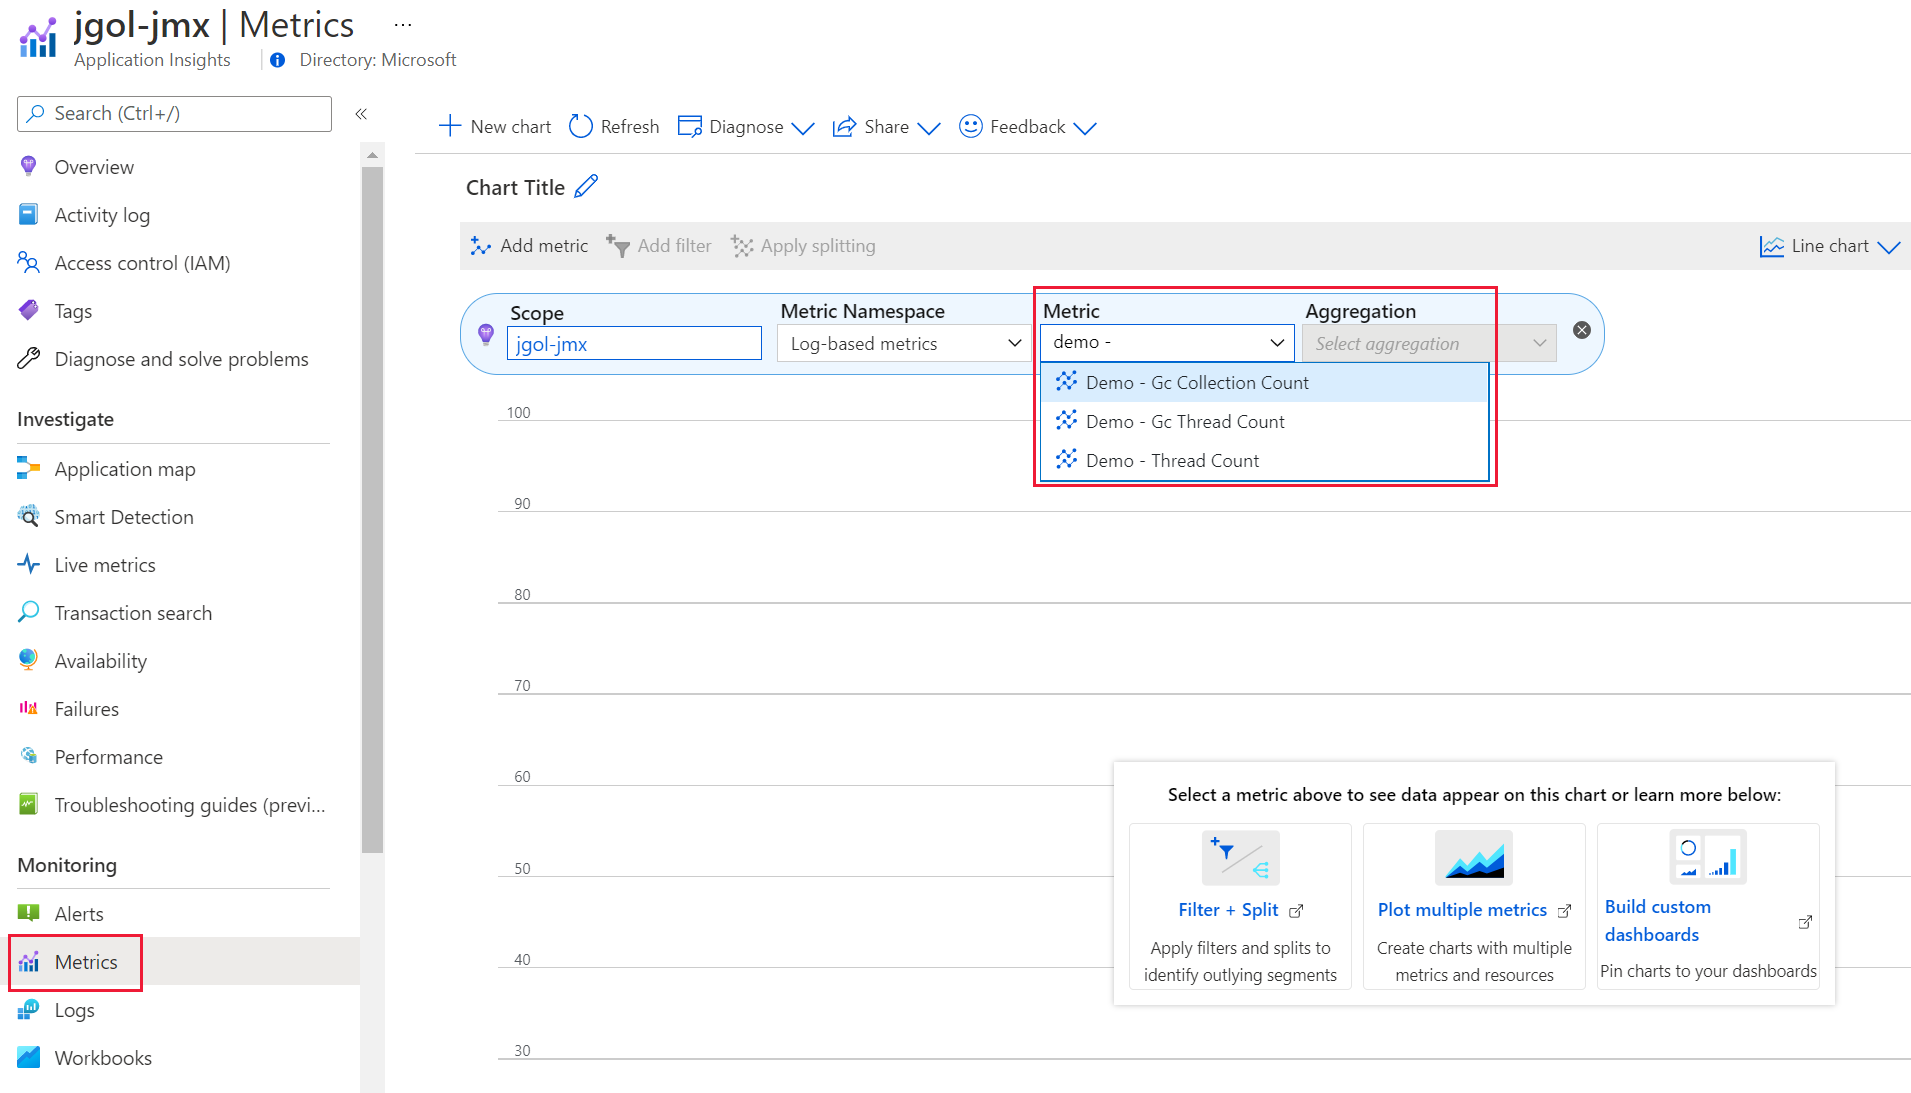 jgol-jmx | Metrics ...
Application Insights
Directory: Microsoft
Search (Ctrl+/)
«
Overview
Activity log
Access control (IAM)
Tags
Diagnose and solve problems
Investigate
Application map
Smart Detection
Live metrics
Transaction search
Availability
Failures
Performance
Troubleshooting guides (previ...
Monitoring
Alerts
Metrics
Logs
Workbooks
New chart
Refresh
Diagnose
Share
Feedback
Chart Title
Add metric
Add filter
Apply splitting
Line chart
Scope
jgol-jmx
Metric Namespace
Log-based metrics
Metric
demo -
Aggregation
Select aggregation
Demo - Gc Collection Count
Demo - Gc Thread Count
Demo - Thread Count
100
90
80
70
60
50
40
30
Select a metric above to see data appear on this chart or learn more below:
Filter + Split
Apply filters and splits to
identify outlying segments
Plot multiple metrics
Create charts with multiple
metrics and resources
Build custom
dashboards
Pin charts to your dashboards